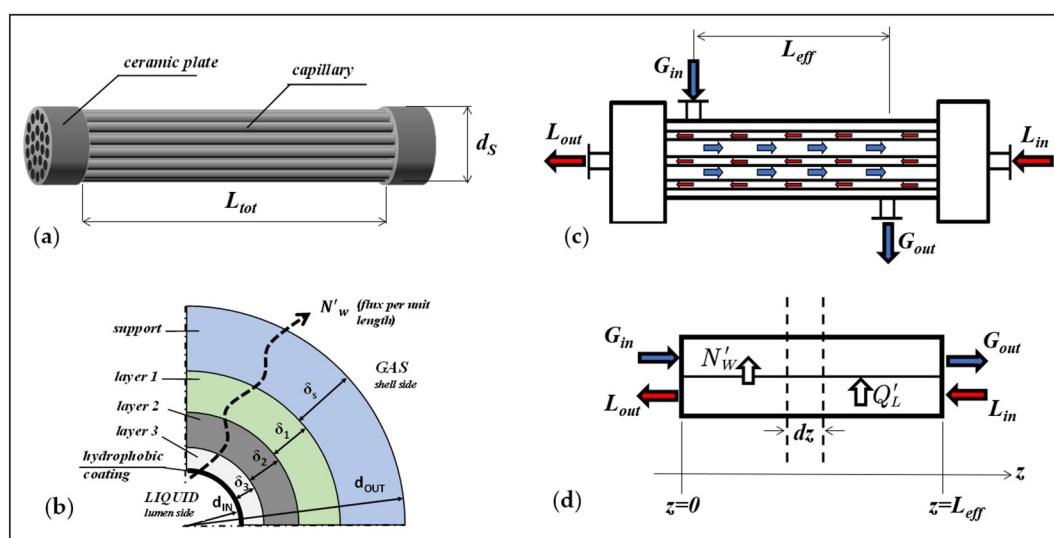 ceramic plate
capillary
d_S
L_tot
(a)
L_eff
G_in
L_out
L_in
G_out
(c)
N'_w (flux per unit
length)
support
GAS
shell side
layer 1
layer 2
layer 3
hydrophobic
coating
δ_s
δ_1
δ_2
δ_3
d_OUT
d_IN
LIQUID
lumen side
(b)
G_in
G_out
N'_W
Q'_L
L_out
L_in
dz
z
z=0
z=L_eff
(d)